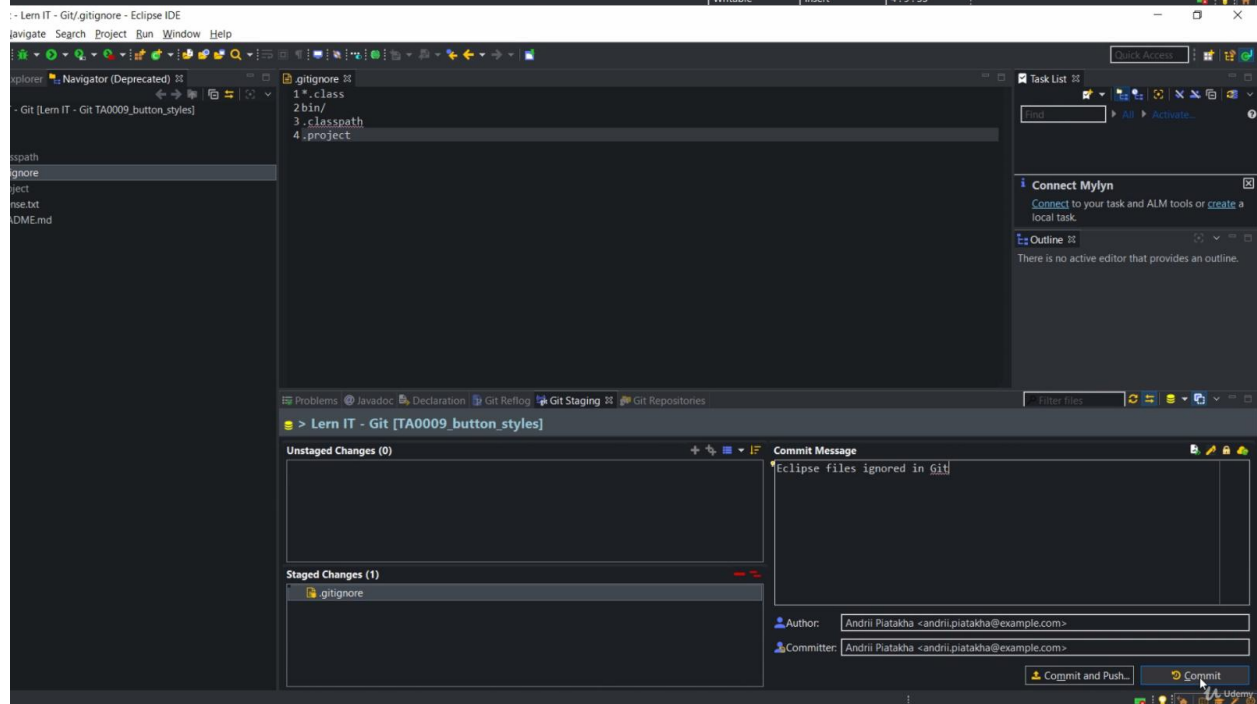 : - Lern IT - Git/.gitignore - Eclipse IDE
Navigate Search Project Run Window Help
Quick Access
xplorer Navigator (Deprecated)
.gitignore
Task List
- Git [Lern IT - Git TA0009_button_styles]
1 *.class
2 bin/
3 .classpath
4 .project
Find All Activate...
sspath
ignore
ject
nse.txt
ADME.md
Connect Mylyn
Connect to your task and ALM tools or create a
local task.
Outline
There is no active editor that provides an outline.
Problems Javadoc Declaration Git Reflog Git Staging Git Repositories
Filter files
> Lern IT - Git [TA0009_button_styles]
Unstaged Changes (0)
Commit Message
Eclipse files ignored in Git
Staged Changes (1)
.gitignore
Author: Andrii Piatakha <andrii.piatakha@example.com>
Committer: Andrii Piatakha <andrii.piatakha@example.com>
Commit and Push... Commit
Udemy